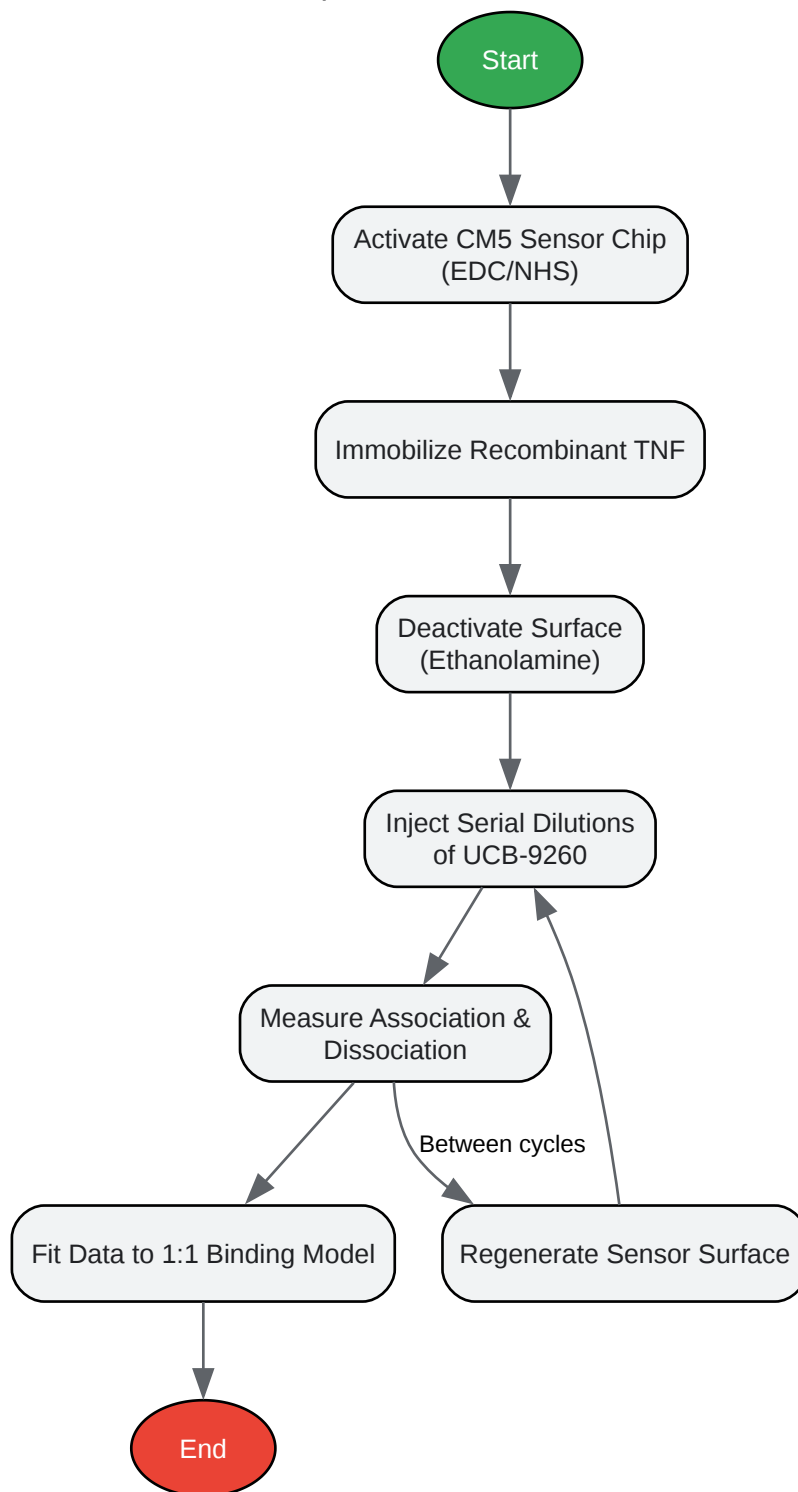 Start
Activate CM5 Sensor Chip
(EDC/NHS)
Immobilize Recombinant TNF
Deactivate Surface
(Ethanolamine)
Inject Serial Dilutions
of UCB-9260
Measure Association &
Dissociation
Between cycles
Fit Data to 1:1 Binding Model
Regenerate Sensor Surface
End